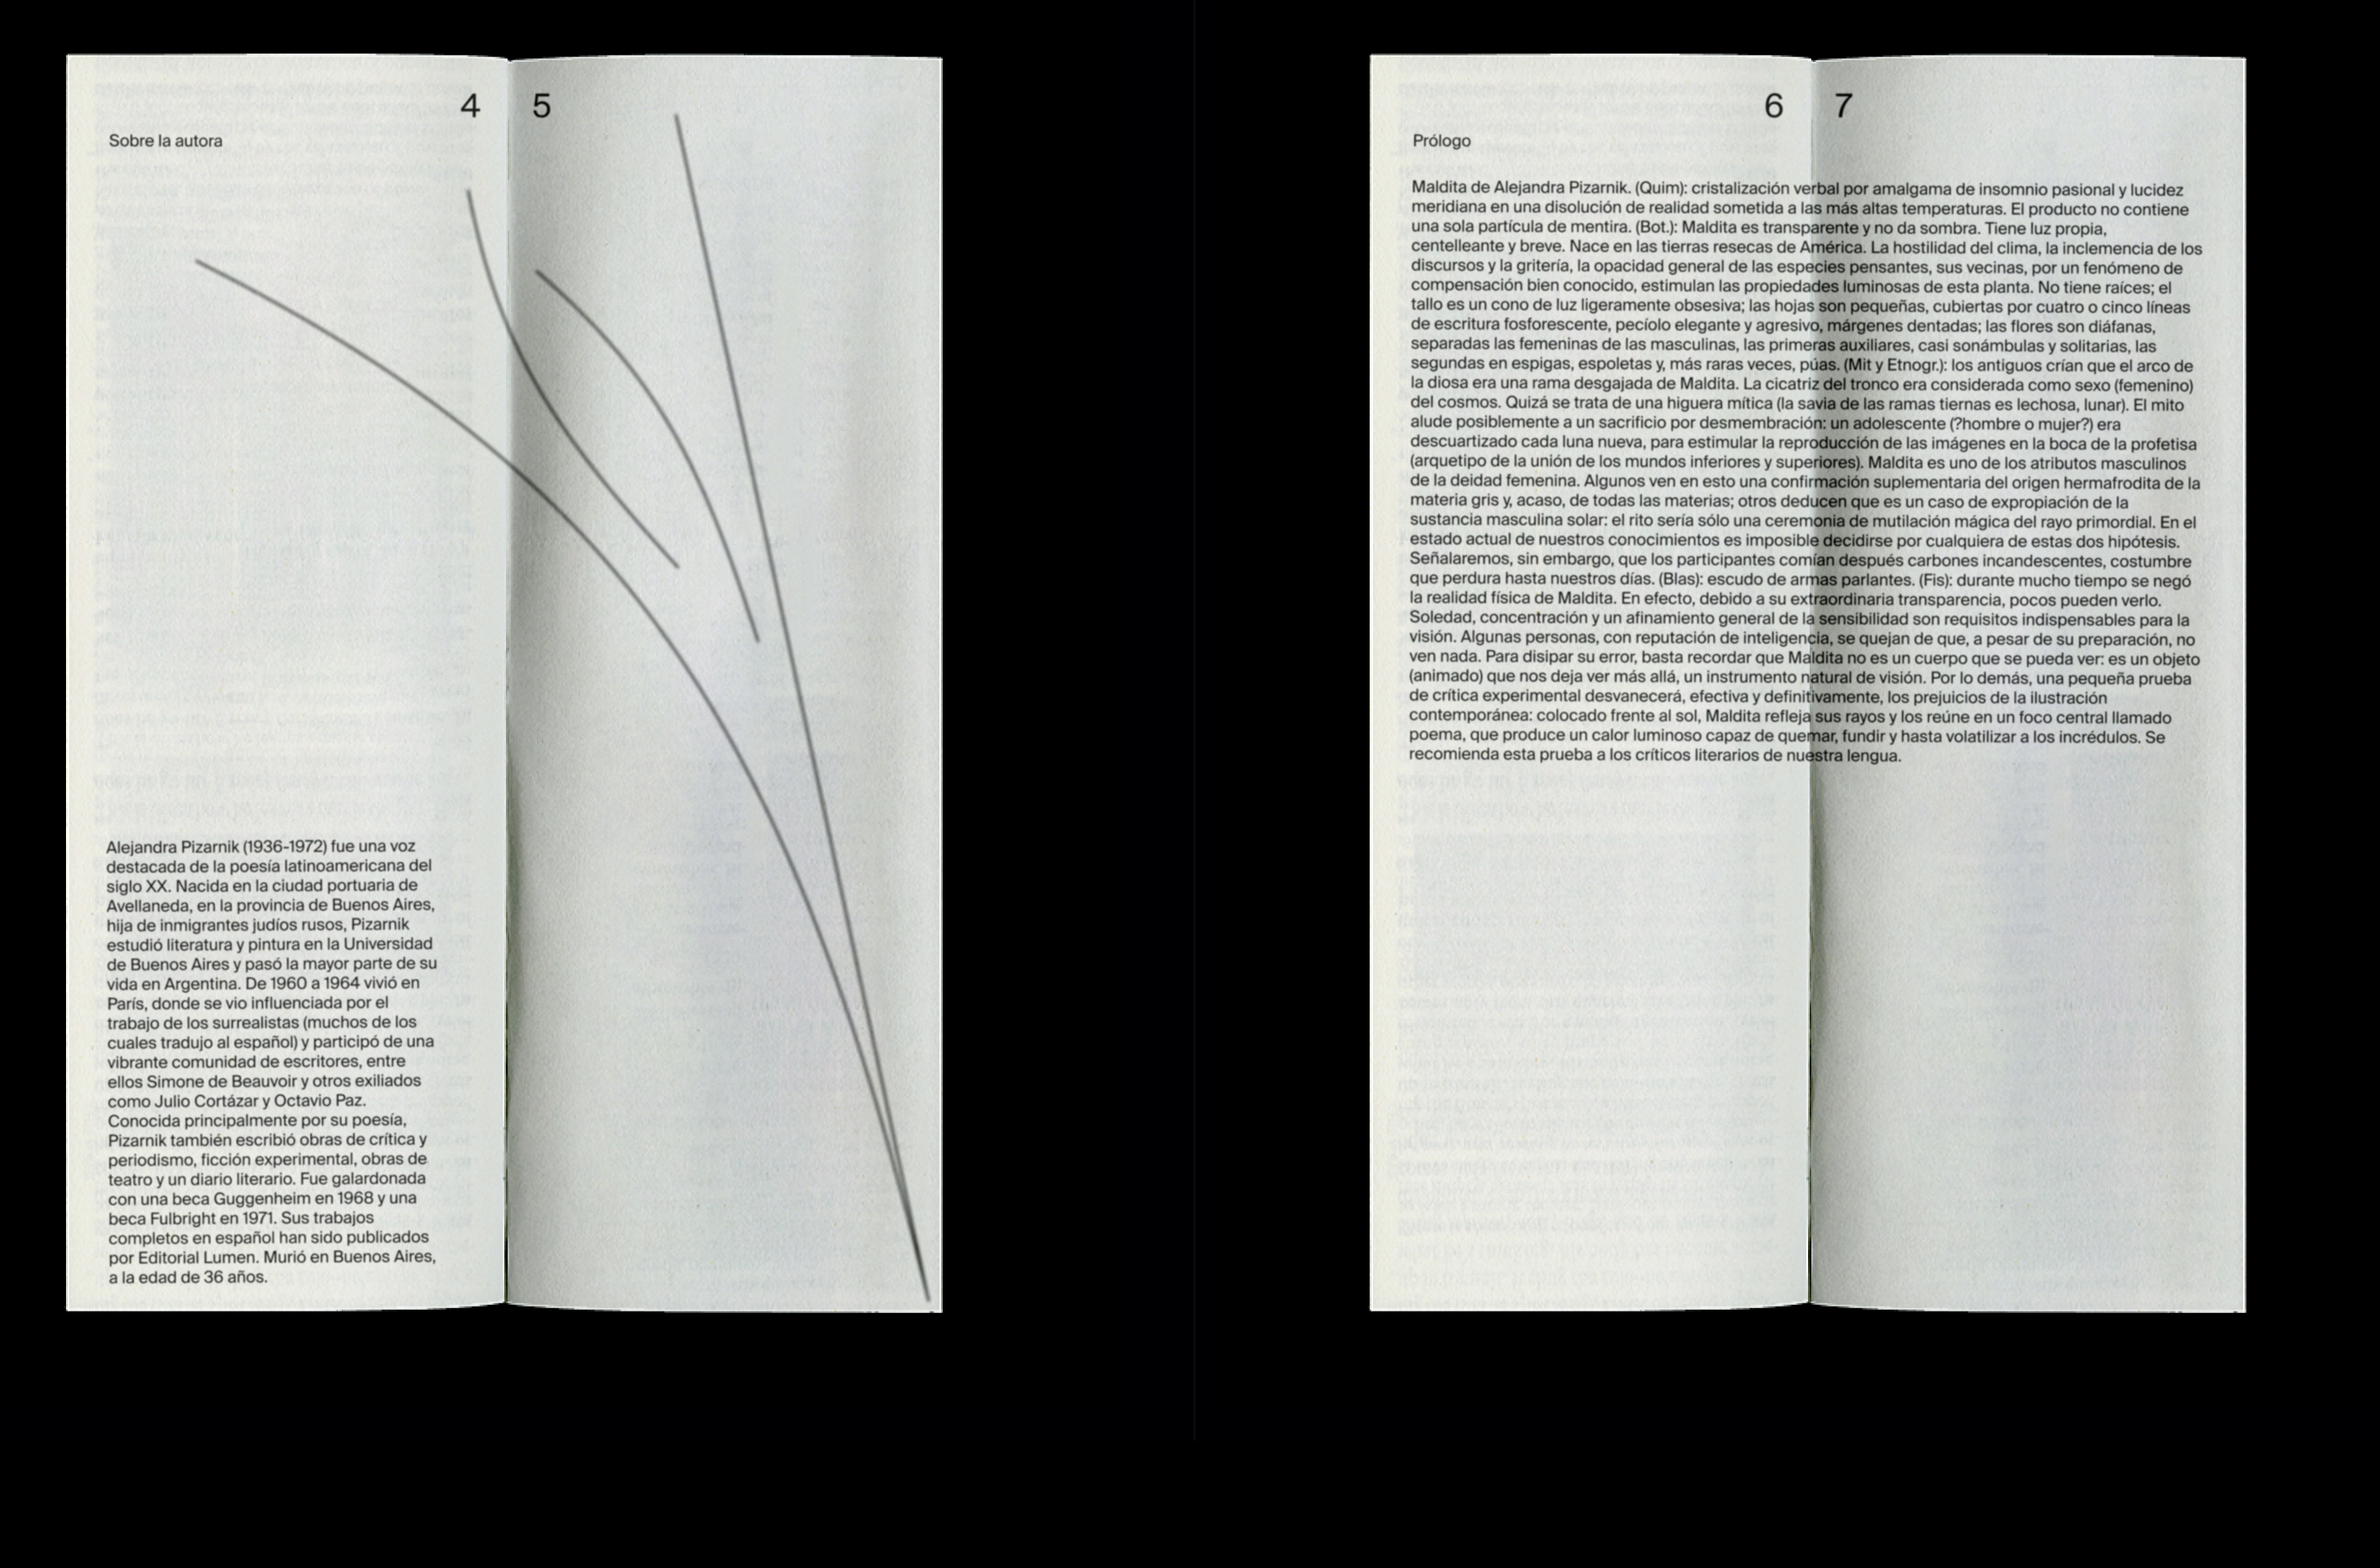 4
5
Sobre la autora
Alejandra Pizarnik (1936-1972) fue una voz
destacada de la poesía latinoamericana del
siglo XX. Nacida en la ciudad portuaria de
Avellaneda, en la provincia de Buenos Aires,
hija de inmigrantes judíos rusos, Pizarnik
estudió literatura y pintura en la Universidad
de Buenos Aires y pasó la mayor parte de su
vida en Argentina. De 1960 a 1964 vivió en
París, donde se vio influenciada por el
trabajo de los surrealistas (muchos de los
cuales tradujo al español) y participó de una
vibrante comunidad de escritores, entre
ellos Simone de Beauvoir y otros exiliados
como Julio Cortázar y Octavio Paz.
Conocida principalmente por su poesía,
Pizarnik también escribió obras de crítica y
periodismo, ficción experimental, obras de
teatro y un diario literario. Fue galardonada
con una beca Guggenheim en 1968 y una
beca Fulbright en 1971. Sus trabajos
completos en español han sido publicados
por Editorial Lumen. Murió en Buenos Aires,
a la edad de 36 años.
6
7
Prólogo
Maldita de Alejandra Pizarnik. (Quim): cristalización verbal por amalgama de insomnio pasional y lucidez
meridiana en una disolución de realidad sometida a las más altas temperaturas. El producto no contiene
una sola partícula de mentira. (Bot.): Maldita es transparente y no da sombra. Tiene luz propia,
centelleante y breve. Nace en las tierras resecas de América. La hostilidad del clima, la inclemencia de los
discursos y la gritería, la opacidad general de las especies pensantes, sus vecinas, por un fenómeno de
compensación bien conocido, estimulan las propiedades luminosas de esta planta. No tiene raíces; el
tallo es un cono de luz ligeramente obsesiva; las hojas son pequeñas, cubiertas por cuatro o cinco líneas
de escritura fosforescente, pecíolo elegante y agresivo, márgenes dentadas; las flores son diáfanas,
separadas las femeninas de las masculinas, las primeras auxiliares, casi sonámbulas y solitarias, las
segundas en espigas, espoletas y, más raras veces, púas. (Mit y Etnogr.): los antiguos crían que el arco de
la diosa era una rama desgajada de Maldita. La cicatriz del tronco era considerada como sexo (femenino)
del cosmos. Quizá se trata de una higuera mítica (la savia de las ramas tiernas es lechosa, lunar). El mito
alude posiblemente a un sacrificio por desmembración: un adolescente (?hombre o mujer?) era
descuartizado cada luna nueva, para estimular la reproducción de las imágenes en la boca de la profetisa
(arquetipo de la unión de los mundos inferiores y superiores). Maldita es uno de los atributos masculinos
de la deidad femenina. Algunos ven en esto una confirmación suplementaria del origen hermafrodita de la
materia gris y, acaso, de todas las materias; otros deducen que es un caso de expropiación de la
sustancia masculina solar: el rito sería sólo una ceremonia de mutilación mágica del rayo primordial. En el
estado actual de nuestros conocimientos es imposible decidirse por cualquiera de estas dos hipótesis.
Señalaremos, sin embargo, que los participantes comían después carbones incandescentes, costumbre
que perdura hasta nuestros días. (Blas): escudo de armas parlantes. (Fis): durante mucho tiempo se negó
la realidad física de Maldita. En efecto, debido a su extraordinaria transparencia, pocos pueden verlo.
Soledad, concentración y un afinamiento general de la sensibilidad son requisitos indispensables para la
visión. Algunas personas, con reputación de inteligencia, se quejan de que, a pesar de su preparación, no
ven nada. Para disipar su error, basta recordar que Maldita no es un cuerpo que se pueda ver: es un objeto
(animado) que nos deja ver más allá, un instrumento natural de visión. Por lo demás, una pequeña prueba
de crítica experimental desvanecerá, efectiva y definitivamente, los prejuicios de la ilustración
contemporánea: colocado frente al sol, Maldita refleja sus rayos y los reúne en un foco central llamado
poema, que produce un calor luminoso capaz de quemar, fundir y hasta volatilizar a los incrédulos. Se
recomienda esta prueba a los críticos literarios de nuestra lengua.